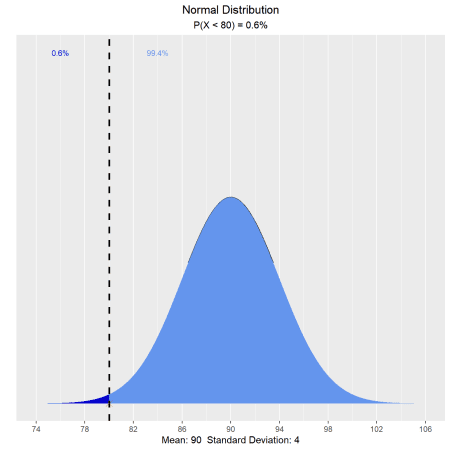 Normal Distribution
P(X < 80) = 0.6%
0.6% 99.4%
74 78 82 86 90 94 98 102 106
Mean: 90 Standard Deviation: 4